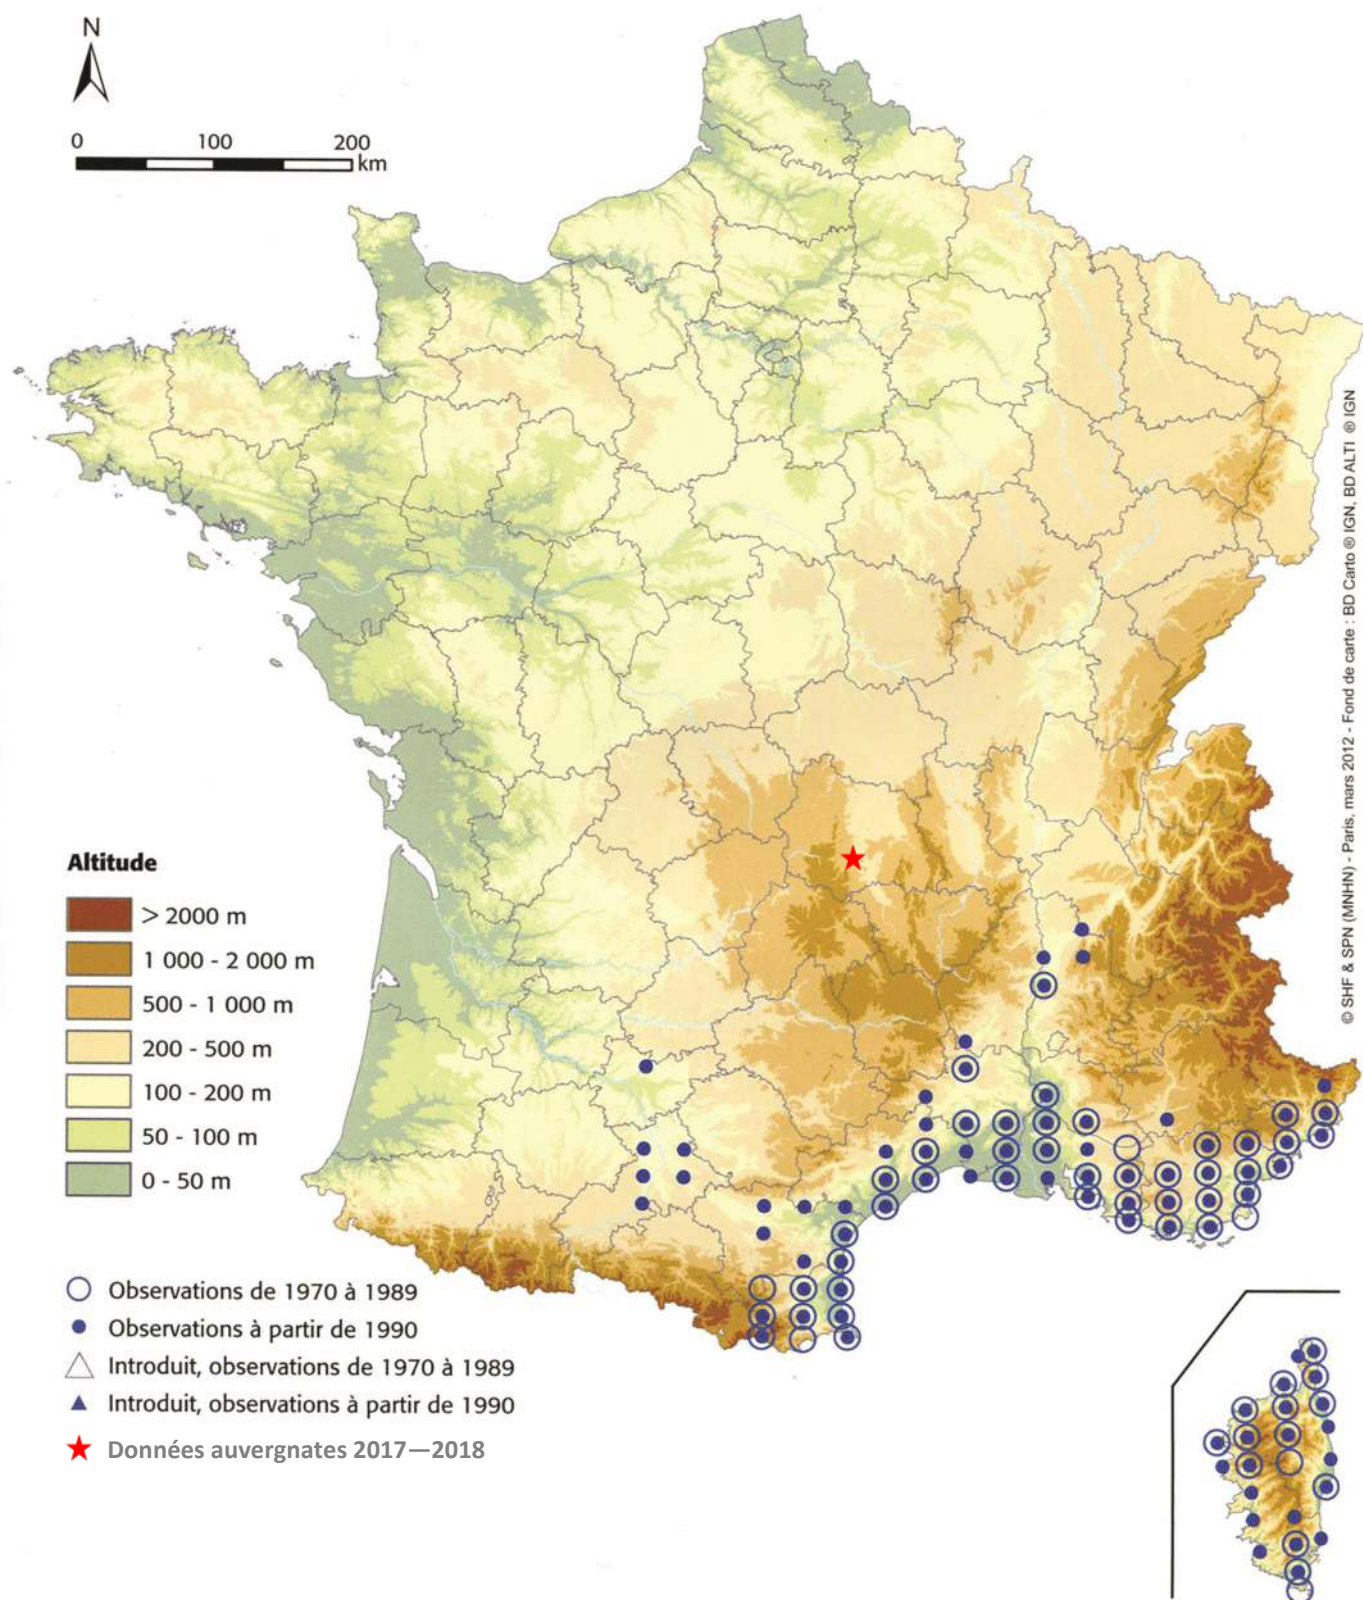 N
0 100 200
km
Altitude
> 2000 m
1 000 - 2 000 m
500 - 1 000 m
200 - 500 m
100 - 200 m
50 - 100 m
0 - 50 m
Observations de 1970 à 1989
Observations à partir de 1990
Introduit, observations de 1970 à 1989
Introduit, observations à partir de 1990
Données auvergnates 2017—2018
© SHF & SPN (MNHN) - Paris, mars 2012 - Fond de carte : BD Carto ® IGN, BD ALTI ® IGN